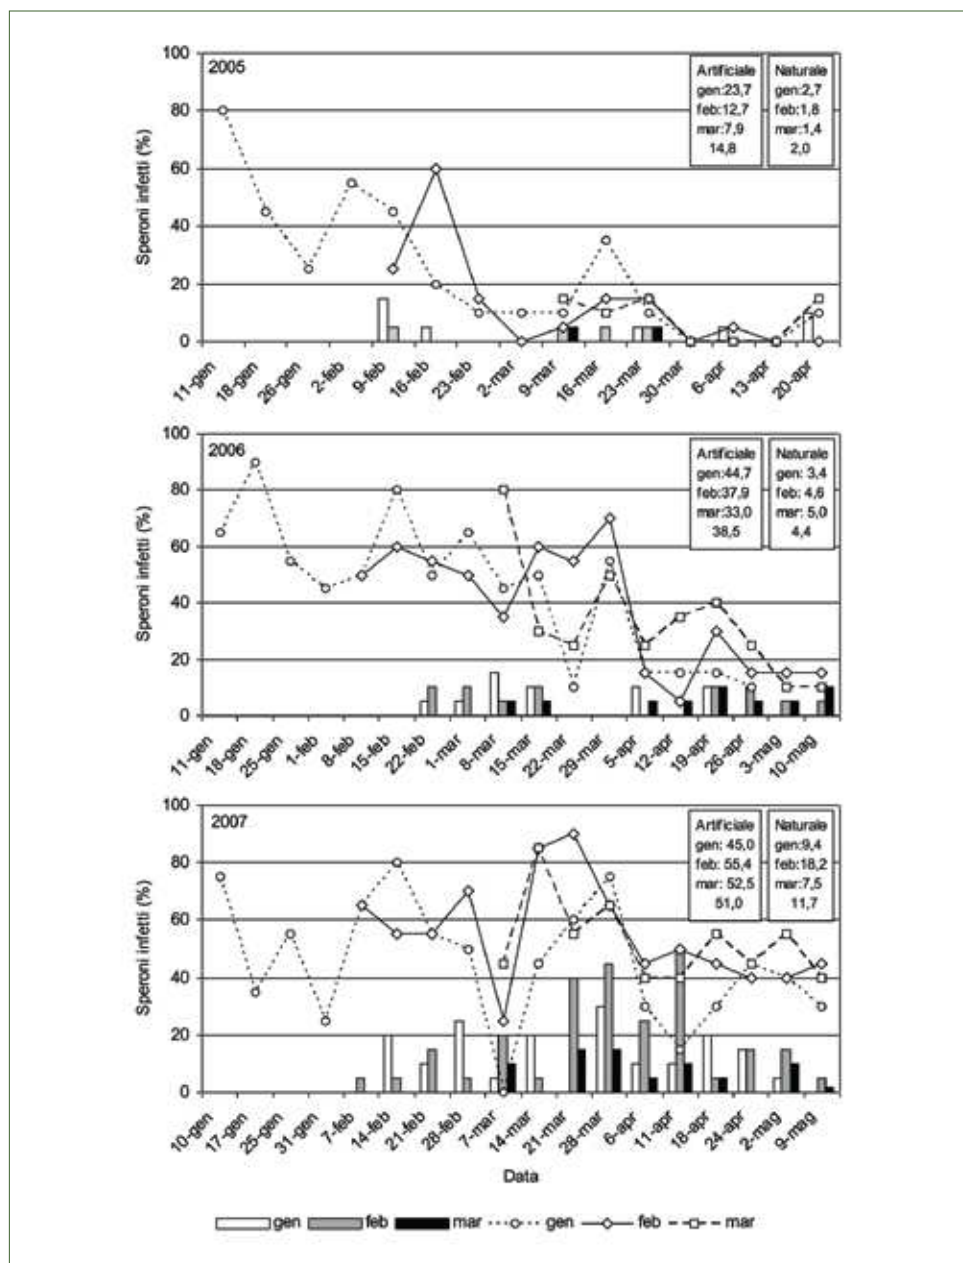 Speroni infetti (%)
100
80
60
40
20
0
2005
Artificiale
gen:23,7
feb:12,7
mar:7,9
14,8
Naturale
gen:2,7
feb:1,8
mar:1,4
2,0
11-gen 18-gen 26-gen 2-feb 9-feb 16-feb 23-feb 2-mar 9-mar 16-mar 23-mar 30-mar 6-apr 13-apr 20-apr
Speroni infetti (%)
100
80
60
40
20
0
2006
Artificiale
gen:44,7
feb:37,9
mar:33,0
38,5
Naturale
gen: 3,4
feb: 4,6
mar: 5,0
4,4
11-gen 18-gen 25-gen 1-feb 8-feb 15-feb 22-feb 1-mar 8-mar 15-mar 22-mar 29-mar 5-apr 12-apr 19-apr 26-apr 3-mag 10-mag
Speroni infetti (%)
100
80
60
40
20
0
2007
Artificiale
gen: 45,0
feb: 55,4
mar: 52,5
51,0
Naturale
gen:9,4
feb:18,2
mar:7,5
11,7
10-gen 17-gen 25-gen 31-gen 7-feb 14-feb 21-feb 28-feb 7-mar 14-mar 21-mar 28-mar 6-apr 11-apr 18-apr 24-apr 2-mag 9-mag
Data
gen feb mar gen feb mar